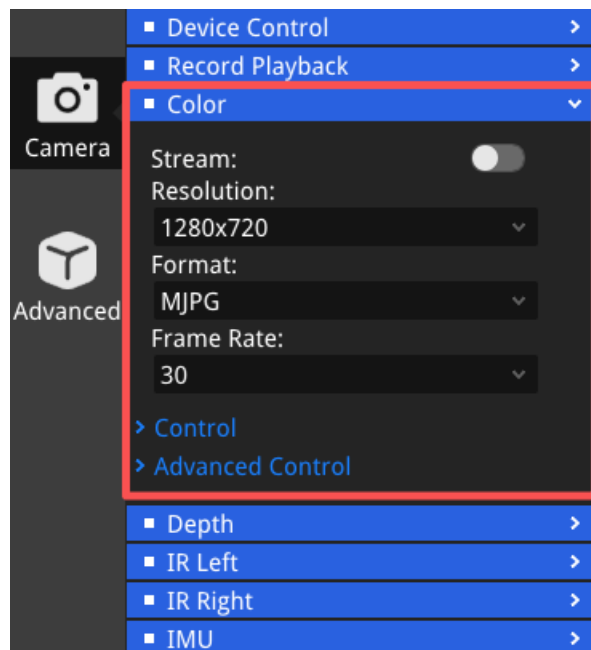 Device Control
Record Playback
Color
Camera
Stream:
Resolution:
1280x720
Format:
MJPG
Advanced
Frame Rate:
30
Control
Advanced Control
Depth
IR Left
IR Right
IMU